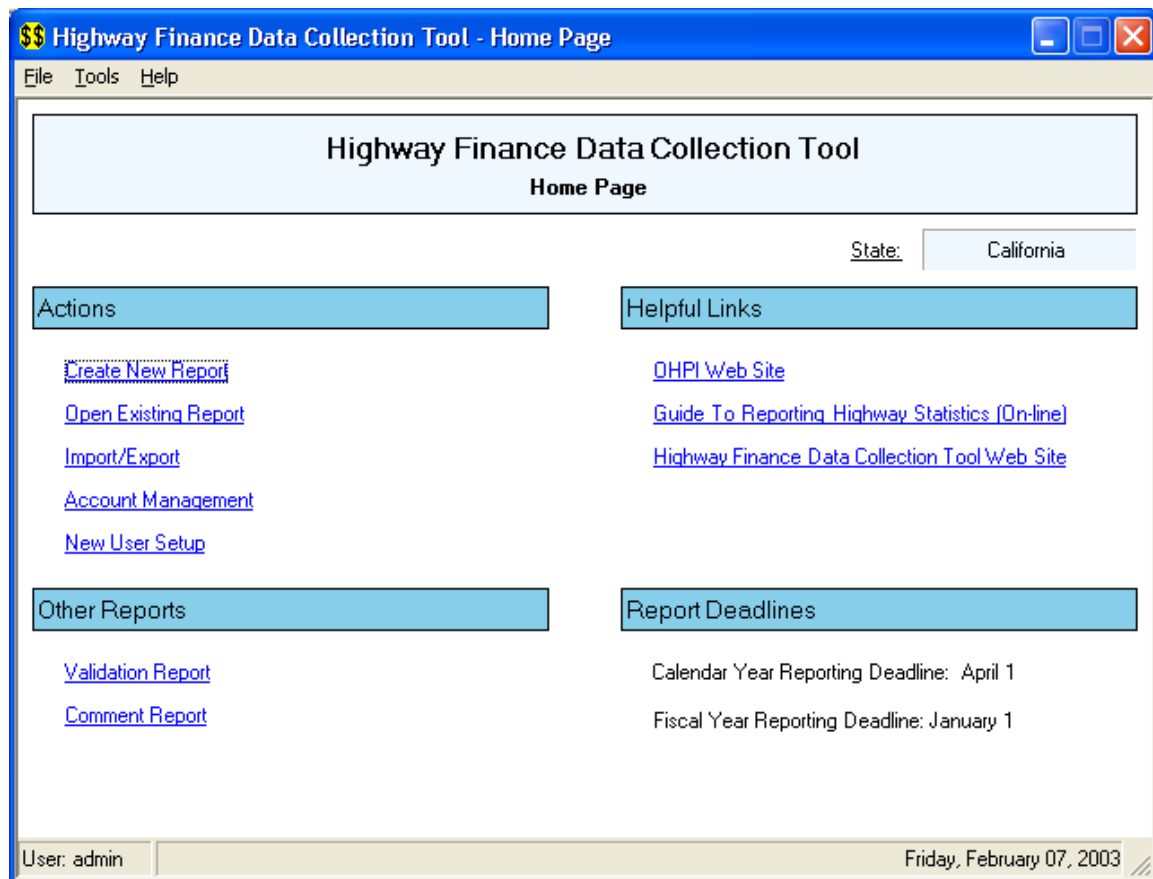 $$ Highway Finance Data Collection Tool - Home Page
File Tools Help
Highway Finance Data Collection Tool
Home Page
State: California
Actions
Create New Report
Open Existing Report
Import/Export
Account Management
New User Setup
Helpful Links
OHPI Web Site
Guide To Reporting Highway Statistics (On-line)
Highway Finance Data Collection Tool Web Site
Other Reports
Validation Report
Comment Report
Report Deadlines
Calendar Year Reporting Deadline: April 1
Fiscal Year Reporting Deadline: January 1
User: admin
Friday, February 07, 2003